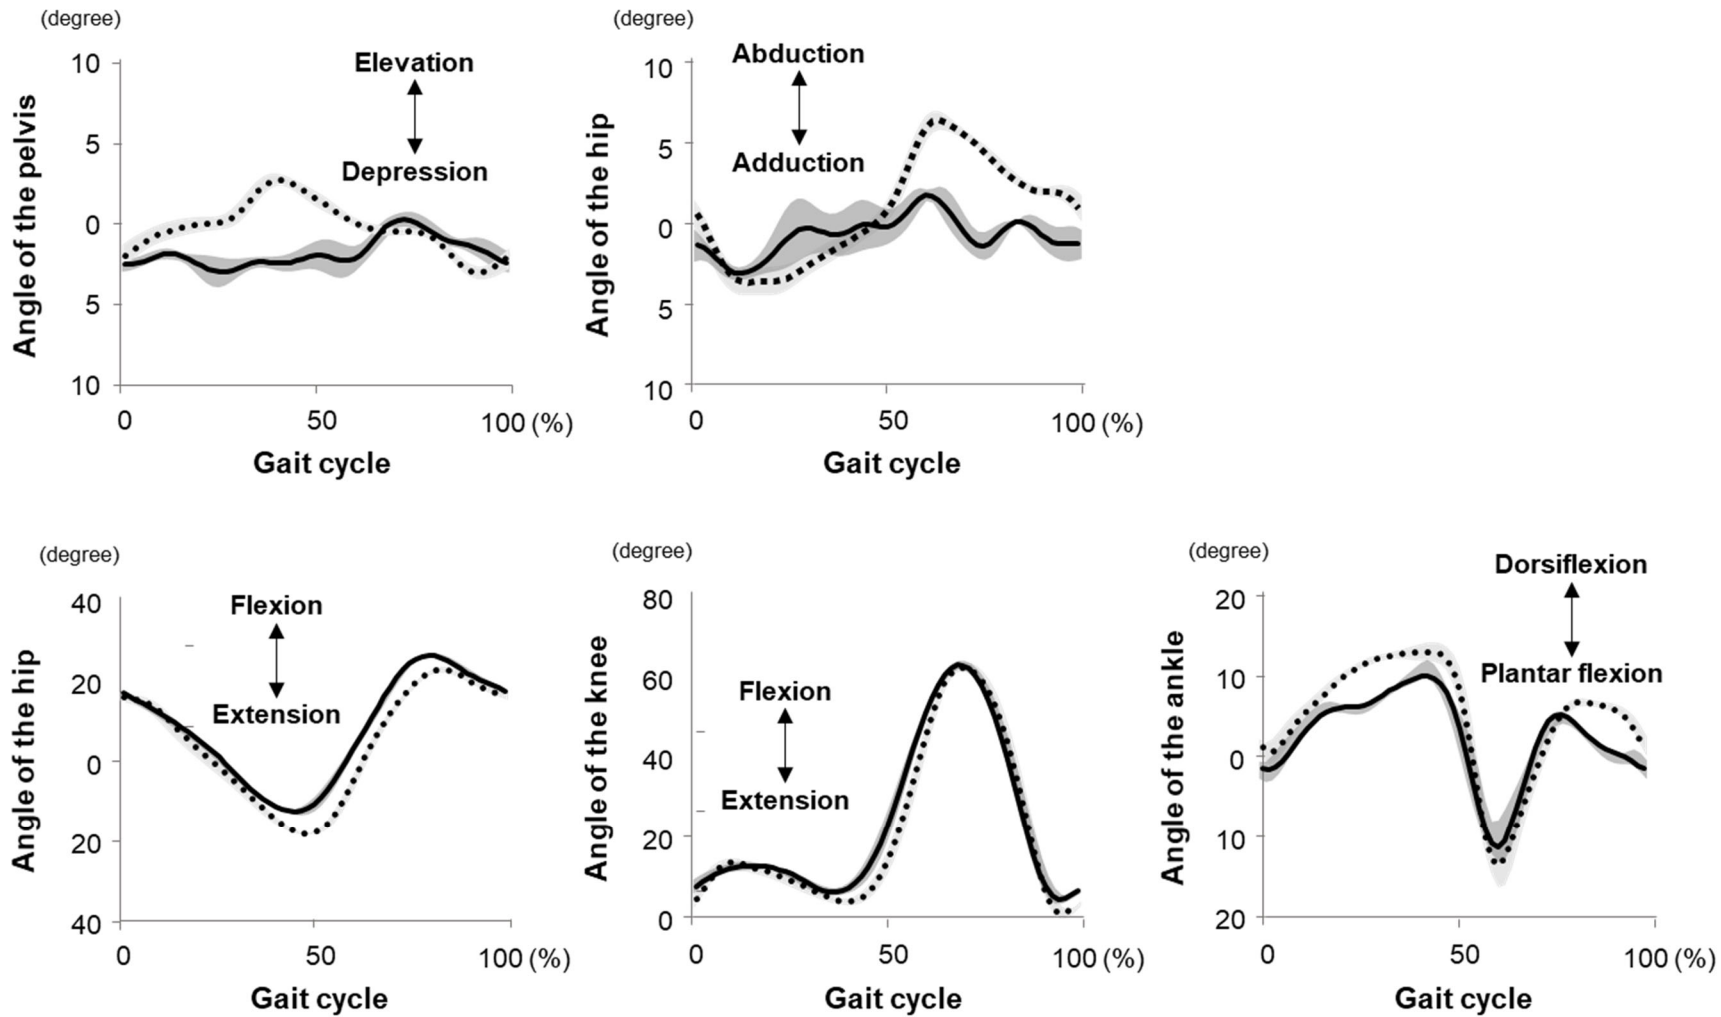 (degree)
Angle of the pelvis
10
5
0
5
10
Elevation
Depression
0 50 100 (%)
Gait cycle
(degree)
Angle of the hip
10
5
0
5
10
Abduction
Adduction
0 50 100 (%)
Gait cycle
(degree)
Angle of the hip
40
20
0
20
40
Flexion
Extension
0 50 100 (%)
Gait cycle
(degree)
Angle of the knee
80
60
40
20
0
Flexion
Extension
0 50 100 (%)
Gait cycle
(degree)
Angle of the ankle
20
10
0
10
20
Dorsiflexion
Plantar flexion
0 50 100 (%)
Gait cycle